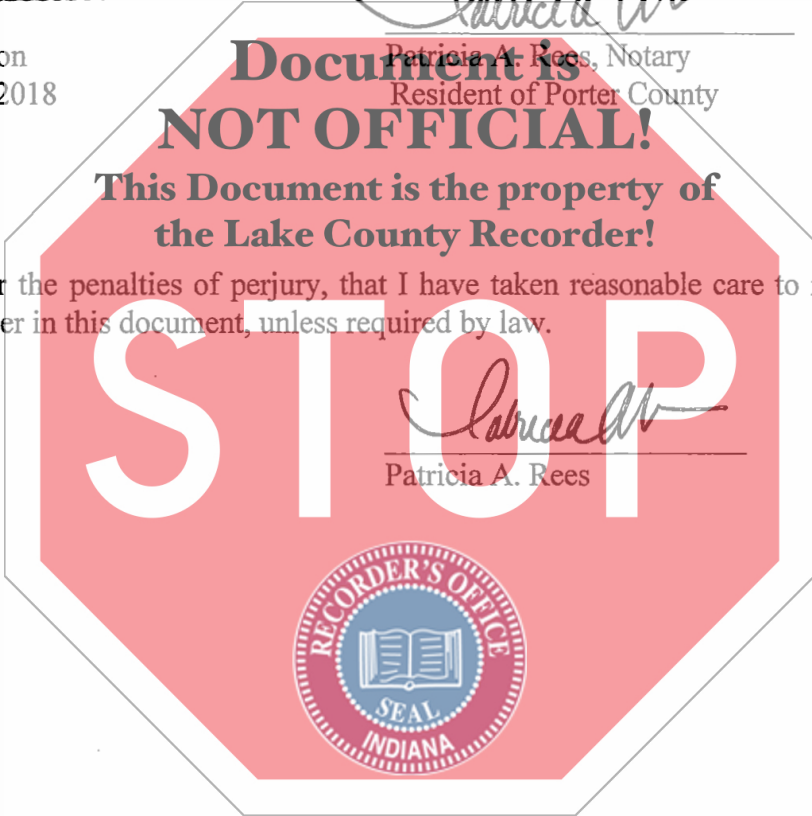 on
Patricia A. Rees, Notary
2018
Resident of Porter County
Document is
NOT OFFICIAL!
This Document is the property of
the Lake County Recorder!
the penalties of perjury, that I have taken reasonable care to
er in this document, unless required by law.
STOP
Patricia A. Rees
RECORDER'S OFFICE
SEAL
INDIANA